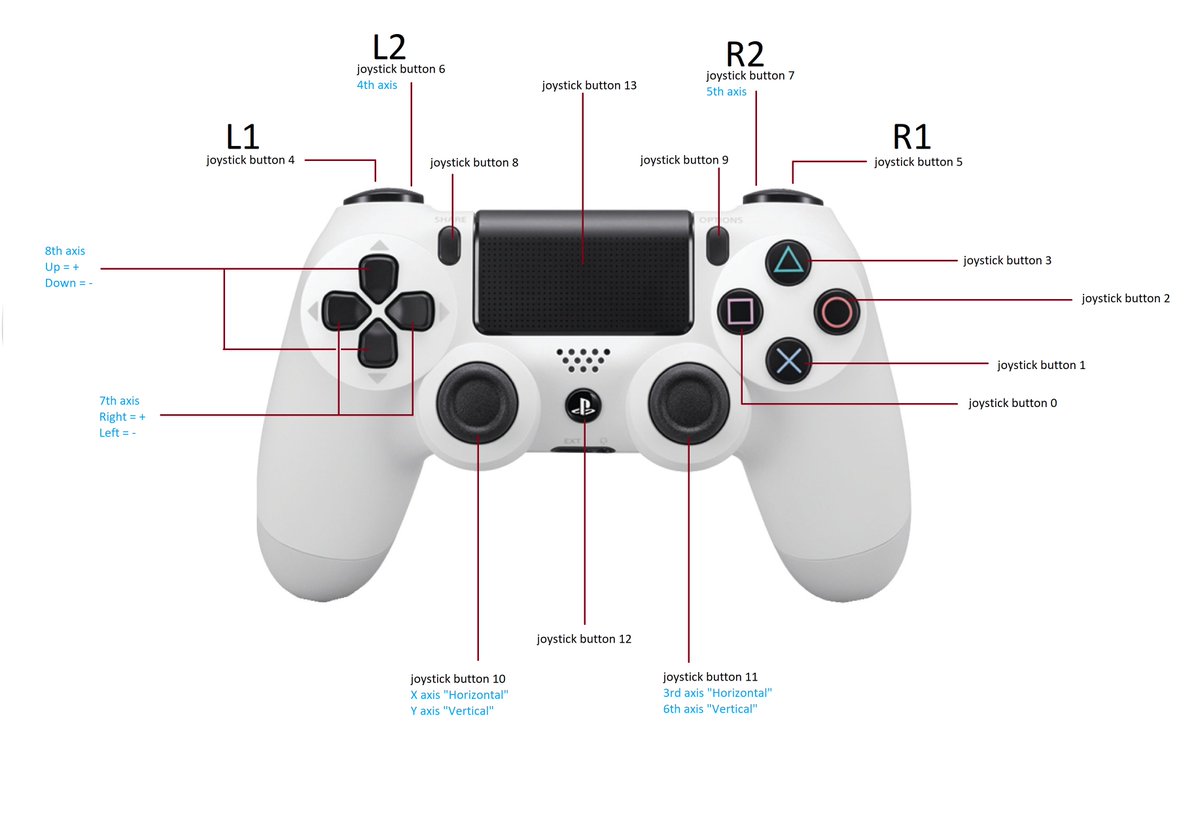 L2
joystick button 6
4th axis
R2
joystick button 7
5th axis
joystick button 13
L1
joystick button 4
R1
joystick button 5
joystick button 8
joystick button 9
SHARE
OPTIONS
8th axis
Up = +
Down = -
joystick button 3
joystick button 2
joystick button 1
7th axis
Right = +
Left = -
joystick button 0
EXT
joystick button 12
joystick button 10
X axis "Horizontal"
Y axis "Vertical"
joystick button 11
3rd axis "Horizontal"
6th axis "Vertical"